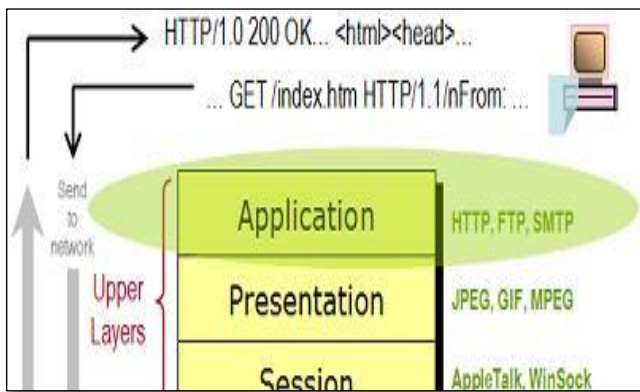 HTTP/1.0 200 OK... <html><head>...
... GET /index.htm HTTP/1.1/nFrom: ...
Send
to
network
Upper
Layers
Application
HTTP, FTP, SMTP
Presentation
JPEG, GIF, MPEG
Session
AppleTalk, WinSock